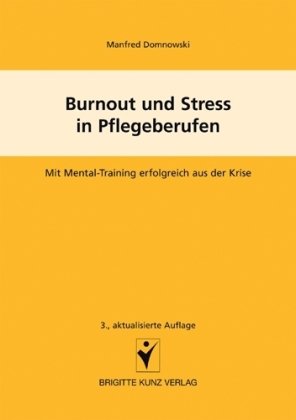 Manfred Domnowski
Burnout und Stress
in Pflegeberufen
Mit Mental-Training erfolgreich aus der Krise
3., aktualisierte Auflage
BRIGITTE KUNZ VERLAG